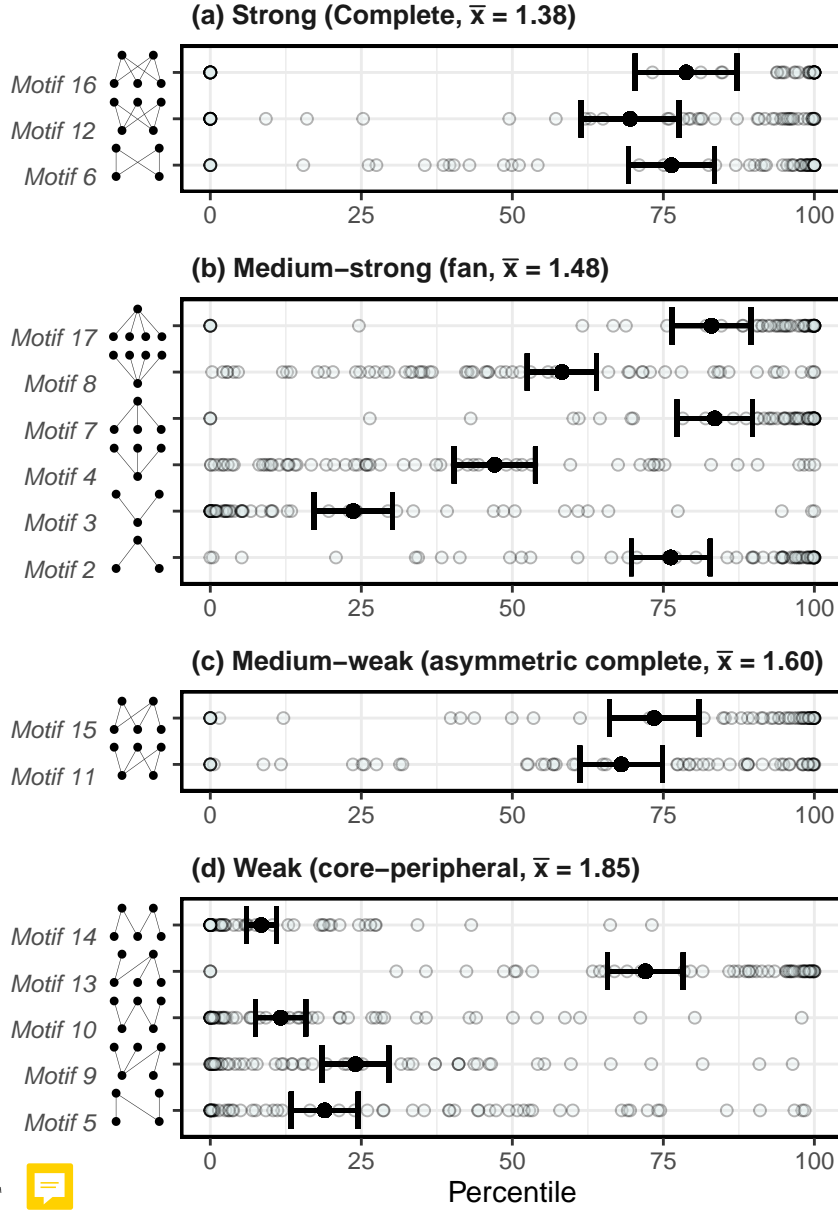 (a) Strong (Complete, x̅ = 1.38)
Motif 16
Motif 12
Motif 6
0 25 50 75 100
(b) Medium−strong (fan, x̅ = 1.48)
Motif 17
Motif 8
Motif 7
Motif 4
Motif 3
Motif 2
0 25 50 75 100
(c) Medium−weak (asymmetric complete, x̅ = 1.60)
Motif 15
Motif 11
0 25 50 75 100
(d) Weak (core−peripheral, x̅ = 1.85)
Motif 14
Motif 13
Motif 10
Motif 9
Motif 5
0 25 50 75 100
Percentile